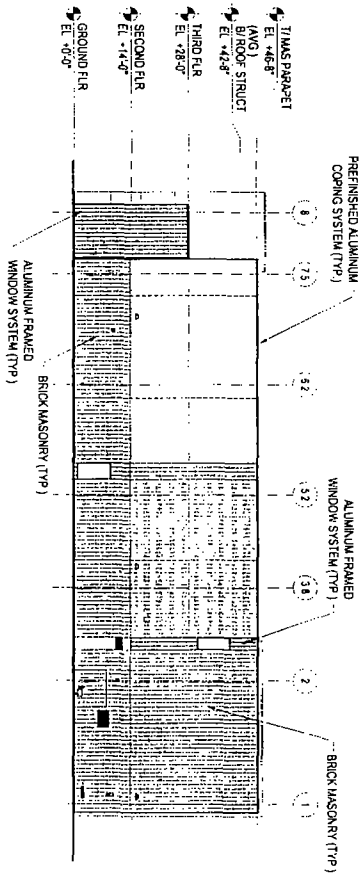 T/ MAS PARAPET
EL +46-8"
(AVG )
B/ ROOF STRUCT
EL +42-8"
THIRD FLR
EL +28-0"
SECOND FLR
EL +14-0"
GROUND FLR
EL +0-0"
PREFINISHED ALUMINUM
COPING SYSTEM (TYP )
8
7.5
6 2
5 2
3 8
2
1
ALUMINUM FRAMED
WINDOW SYSTEM (TYP )
BRICK MASONRY (TYP )
ALUMINUM FRAMED
WINDOW SYSTEM (TYP )
BRICK MASONRY (TYP )